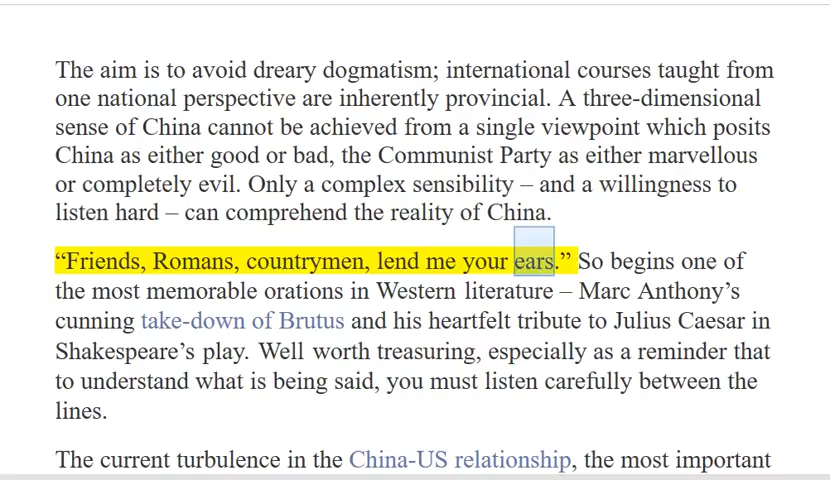 The aim is to avoid dreary dogmatism; international courses taught from
one national perspective are inherently provincial. A three-dimensional
sense of China cannot be achieved from a single viewpoint which posits
China as either good or bad, the Communist Party as either marvellous
or completely evil. Only a complex sensibility – and a willingness to
listen hard – can comprehend the reality of China.
“Friends, Romans, countrymen, lend me your ears.” So begins one of
the most memorable orations in Western literature – Marc Anthony’s
cunning take-down of Brutus and his heartfelt tribute to Julius Caesar in
Shakespeare’s play. Well worth treasuring, especially as a reminder that
to understand what is being said, you must listen carefully between the
lines.
The current turbulence in the China-US relationship, the most important